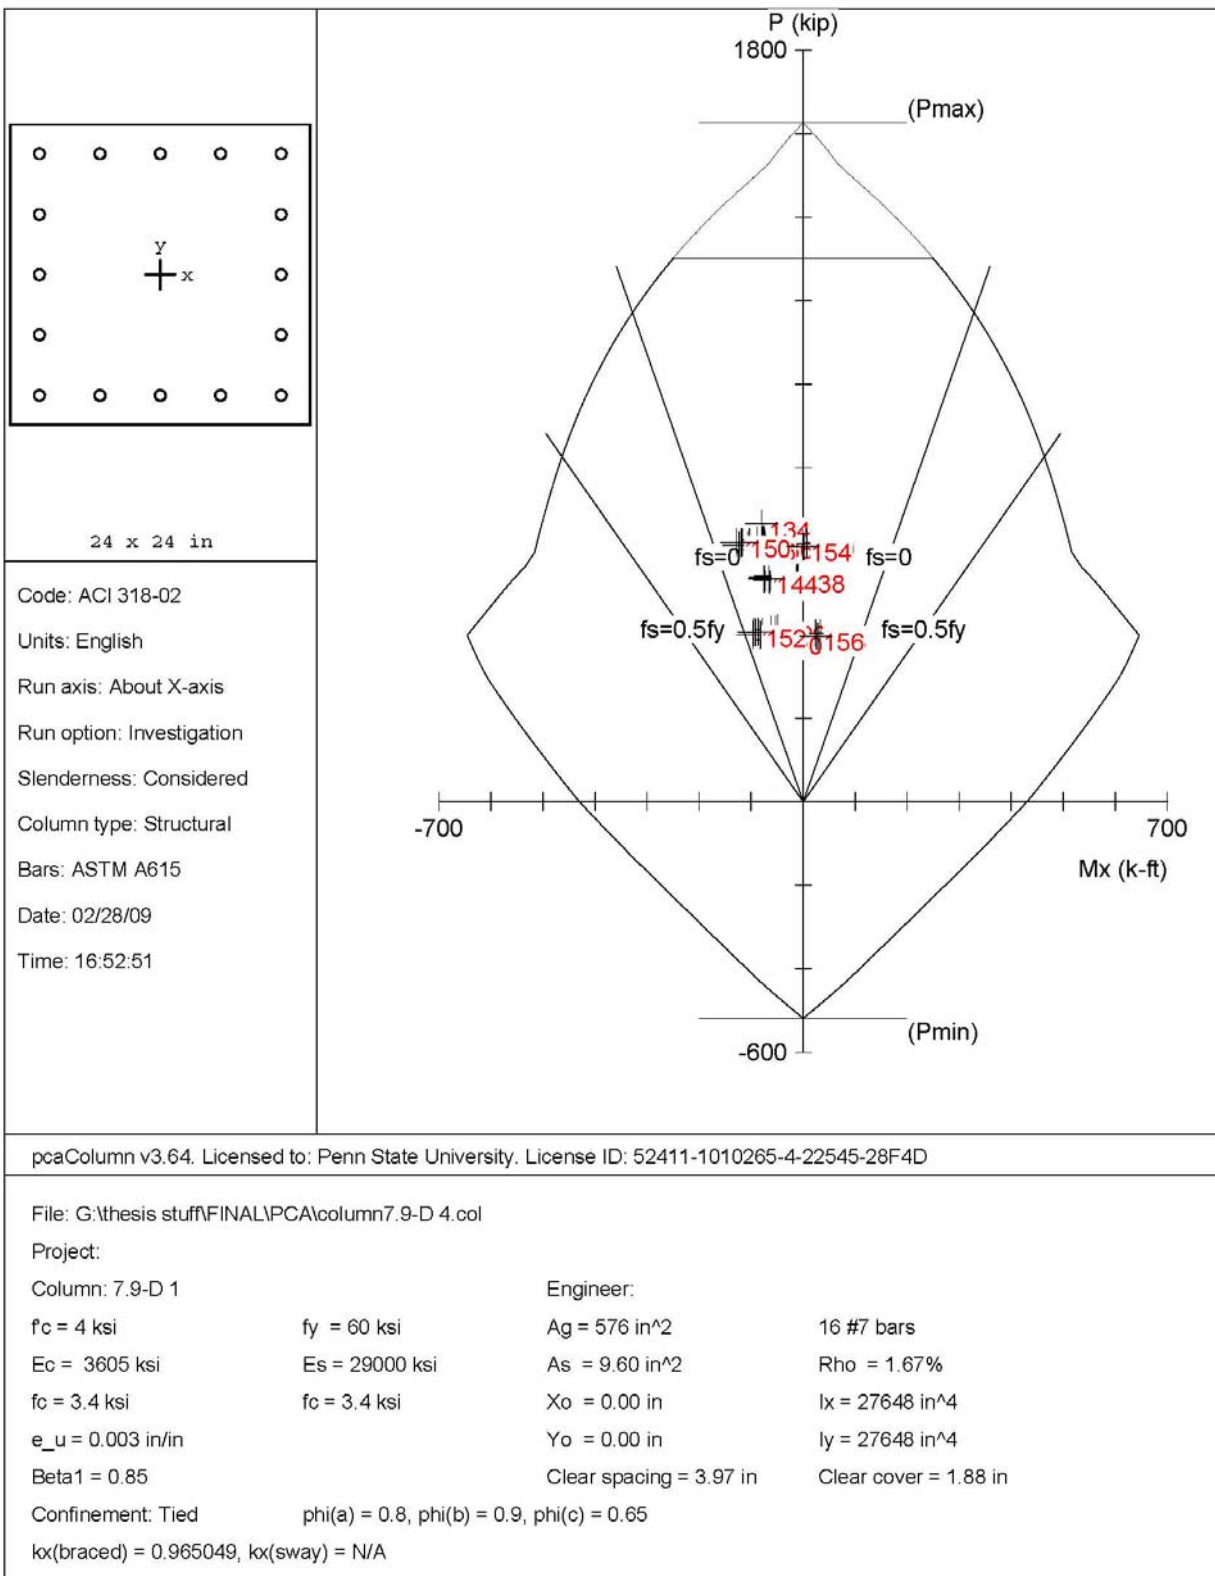 P (kip)
1800
(Pmax)
y
x
24 x 24 in
134
150
154
fs=0
fs=0
14438
fs=0.5fy
152
156
fs=0.5fy
-700
700
Mx (k-ft)
-600
(Pmin)
Code: ACI 318-02
Units: English
Run axis: About X-axis
Run option: Investigation
Slenderness: Considered
Column type: Structural
Bars: ASTM A615
Date: 02/28/09
Time: 16:52:51
pcaColumn v3.64. Licensed to: Penn State University. License ID: 52411-1010265-4-22545-28F4D
File: G:\thesis stuff\FINAL\PCA\column7.9-D 4.col
Project:
Column: 7.9-D 1 Engineer:
f'c = 4 ksi fy = 60 ksi Ag = 576 in^2 16 #7 bars
Ec = 3605 ksi Es = 29000 ksi As = 9.60 in^2 Rho = 1.67%
fc = 3.4 ksi fc = 3.4 ksi Xo = 0.00 in Ix = 27648 in^4
e_u = 0.003 in/in Yo = 0.00 in Iy = 27648 in^4
Beta1 = 0.85 Clear spacing = 3.97 in Clear cover = 1.88 in
Confinement: Tied phi(a) = 0.8, phi(b) = 0.9, phi(c) = 0.65
kx(braced) = 0.965049, kx(sway) = N/A